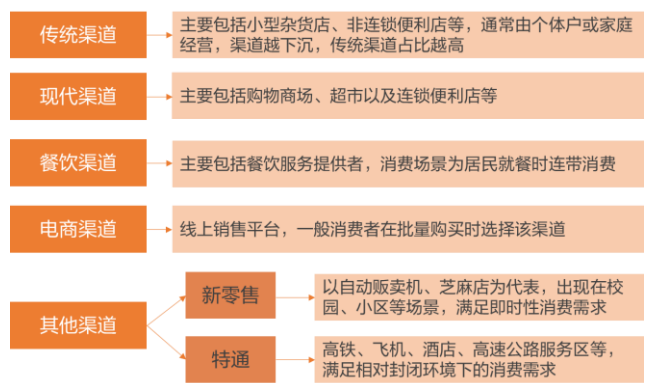 传统渠道
主要包括小型杂货店、非连锁便利店等，通常由个体户或家庭
经营，渠道越下沉，传统渠道占比越高
现代渠道
主要包括购物商场、超市以及连锁便利店等
餐饮渠道
主要包括餐饮服务提供者，消费场景为居民就餐时连带消费
电商渠道
线上销售平台，一般消费者在批量购买时选择该渠道
其他渠道
新零售
以自动贩卖机、芝麻店为代表，出现在校
园、小区等场景，满足即时性消费需求
特通
高铁、飞机、酒店、高速公路服务区等，
满足相对封闭环境下的消费需求